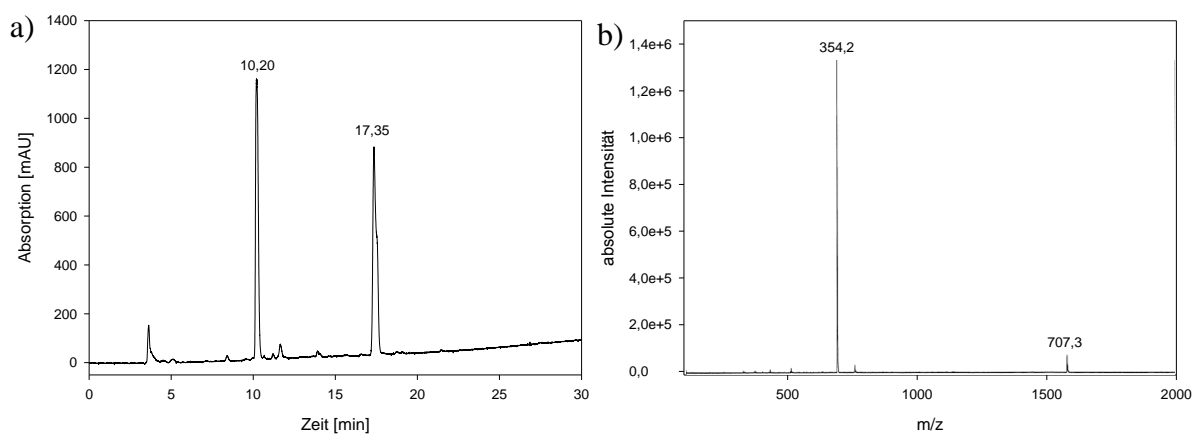 a)
1400
1200
1000
800
600
400
200
0
Absorption [mAU]
10,20
17,35
0 5 10 15 20 25 30
Zeit [min]
b)
1,4e+6
1,2e+6
1,0e+6
8,0e+5
6,0e+5
4,0e+5
2,0e+5
0,0
absolute Intensität
354,2
707,3
500 1000 1500 2000
m/z